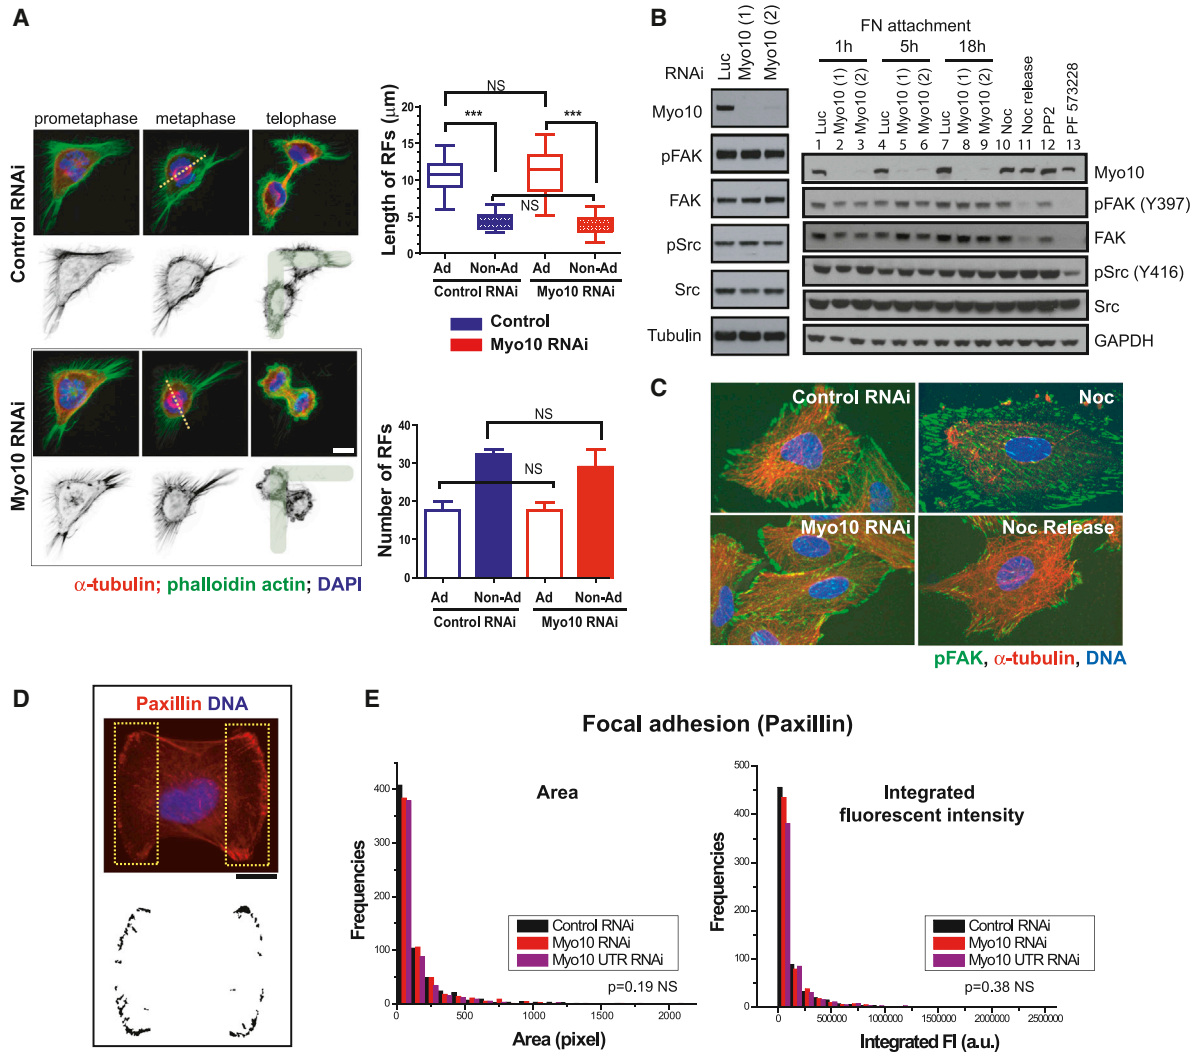 A
prometaphase metaphase telophase
Control RNAi
Myo10 RNAi
α-tubulin; phalloidin actin; DAPI
Length of RFs (μm)
20
15
10
5
0
NS
*** ***
NS
Ad Non-Ad Ad Non-Ad
Control RNAi Myo10 RNAi
Control
Myo10 RNAi
Number of RFs
40
30
20
10
0
NS
NS
Ad Non-Ad Ad Non-Ad
Control RNAi Myo10 RNAi
B
RNAi
Luc
Myo10 (1)
Myo10 (2)
Myo10
pFAK
FAK
pSrc
Src
Tubulin
FN attachment
1h 5h 18h
Luc
Myo10 (1)
Myo10 (2)
Luc
Myo10 (1)
Myo10 (2)
Luc
Myo10 (1)
Myo10 (2)
Noc
Noc release
PP2
PF 573228
1 2 3 4 5 6 7 8 9 10 11 12 13
Myo10
pFAK (Y397)
FAK
pSrc (Y416)
Src
GAPDH
C
Control RNAi
Noc
Myo10 RNAi
Noc Release
pFAK, α-tubulin, DNA
D
Paxillin DNA
E
Focal adhesion (Paxillin)
Area
Frequencies
400
300
200
100
0
Control RNAi
Myo10 RNAi
Myo10 UTR RNAi
p=0.19 NS
0 500 1000 1500 2000
Area (pixel)
Integrated
fluorescent intensity
Frequencies
500
400
300
200
100
0
Control RNAi
Myo10 RNAi
Myo10 UTR RNAi
p=0.38 NS
0 500000 1000000 1500000 2000000 2500000
Integrated FI (a.u.)